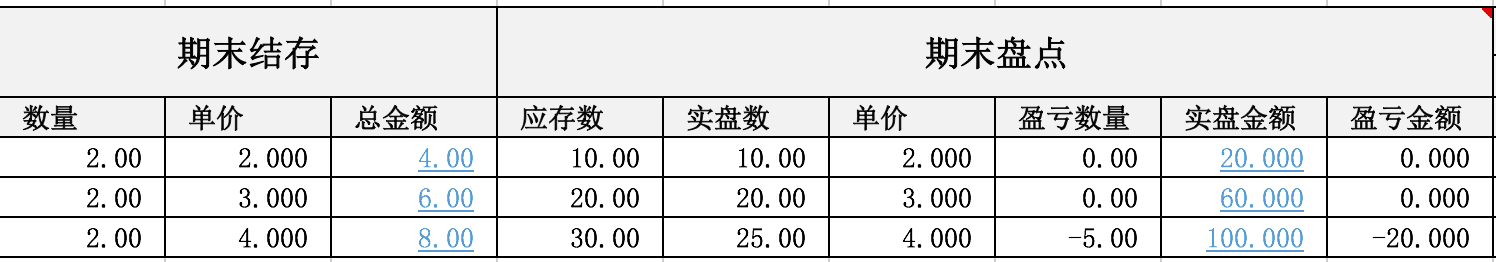 期末结存 期末盘点
数量 单价 总金额 应存数 实盘数 单价 盈亏数量 实盘金额 盈亏金额
2.00 2.000 4.00 10.00 10.00 2.000 0.00 20.000 0.000
2.00 3.000 6.00 20.00 20.00 3.000 0.00 60.000 0.000
2.00 4.000 8.00 30.00 25.00 4.000 -5.00 100.000 -20.000